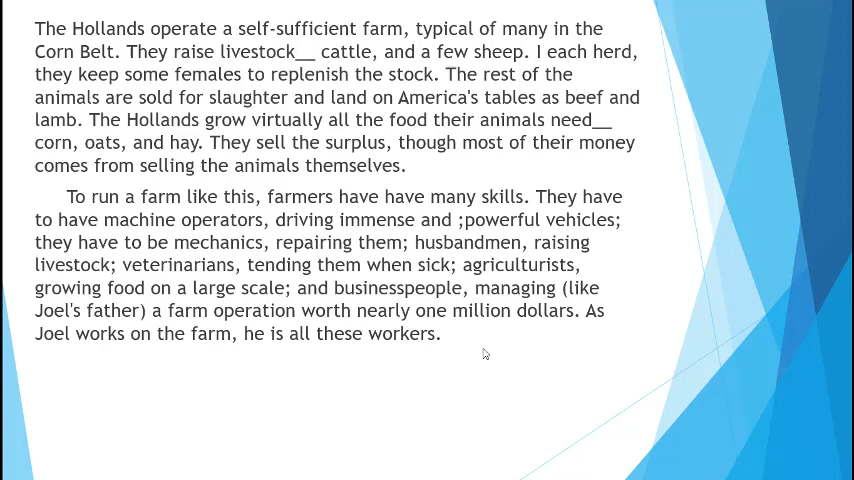 The Hollands operate a self-sufficient farm, typical of many in the
Corn Belt. They raise livestock__ cattle, and a few sheep. I each herd,
they keep some females to replenish the stock. The rest of the
animals are sold for slaughter and land on America's tables as beef and
lamb. The Hollands grow virtually all the food their animals need__
corn, oats, and hay. They sell the surplus, though most of their money
comes from selling the animals themselves.
To run a farm like this, farmers have have many skills. They have
to have machine operators, driving immense and ;powerful vehicles;
they have to be mechanics, repairing them; husbandmen, raising
livestock; veterinarians, tending them when sick; agriculturists,
growing food on a large scale; and businesspeople, managing (like
Joel's father) a farm operation worth nearly one million dollars. As
Joel works on the farm, he is all these workers.